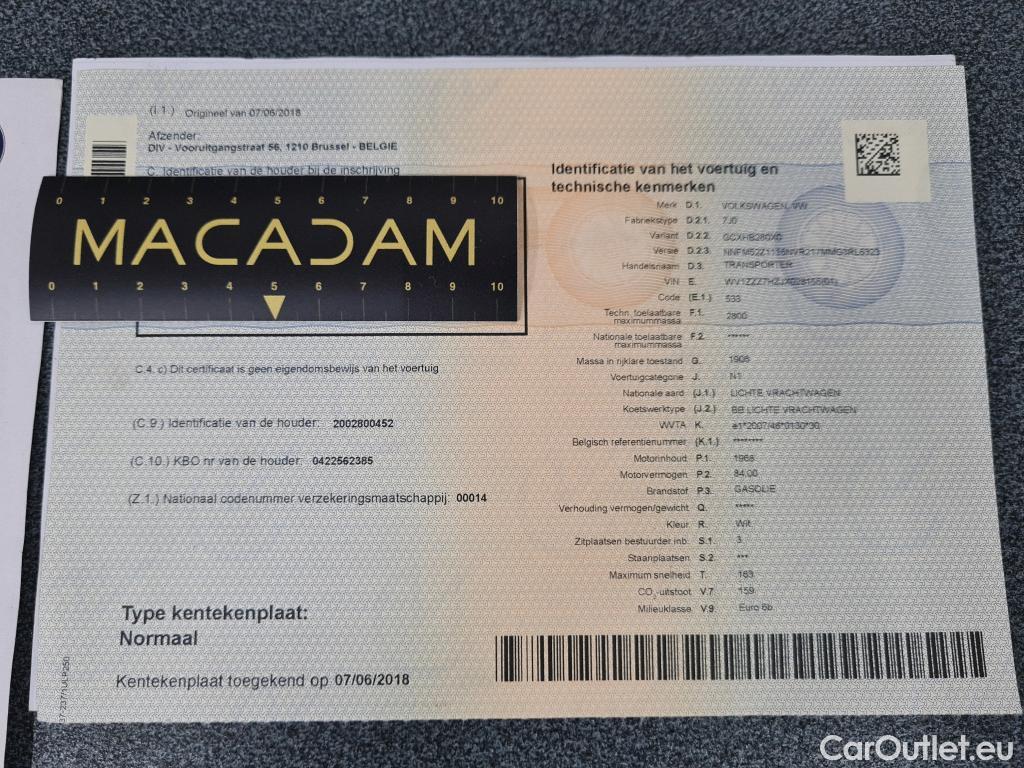 (I.1.) Origineel van 07/06/2018
Afzender:
DIV - Vooruitgangstraat 56, 1210 Brussel - BELGIE
C. Identificatie van de houder bij de inschrijving
0 1 2 3 4 5 6 7 8 9 10
MACADAM
0 1 2 3 4 5 6 7 8 9 10
C.4. c) Dit certificaat is geen eigendomsbewijs van het voertuig
(C.9.) Identificatie van de houder: 2002800452
(C.10.) KBO nr van de houder: 0422562385
(Z.1.) Nationaal codenummer verzekeringsmaatschappij: 00014
Type kentekenplaat:
Normaal
Kentekenplaat toegekend op 07/06/2018
Identificatie van het voertuig en
technische kenmerken
Merk D.1. VOLKSWAGEN, VW
Fabriekstype D.2.1. 7J0
Variant D.2.2.
Versie D.2.3.
Handelsnaam D.3. TRANSPORTER
VIN E.
Code (E.1.) 533
Techn. toelaatbare F.1. 2800
maximummassa
Nationale toelaatbare F.2. ******
maximummassa
Massa in rijklare toestand G. 1908
Voertuigcategorie J. N1
Nationale aard (J.1.) LICHTE VRACHTWAGEN
Koetswerktype (J.2.) BB LICHTE VRACHTWAGEN
WVTA K. e1*2007/46*0130*30
Belgisch referentienummer (K.1.) ********
Motorinhoud P.1. 1968
Motorvermogen P.2. 84.00
Brandstof P.3. GASOLIE
Verhouding vermogen/gewicht Q. *****
Kleur R. Wit
Zitplaatsen bestuurder inb. S.1. 3
Staanplaatsen S.2. ***
Maximum snelheid T. 163
CO₂-uitstoot V.7. 159
Milieuklasse V.9. Euro 6b
CarOutlet.eu